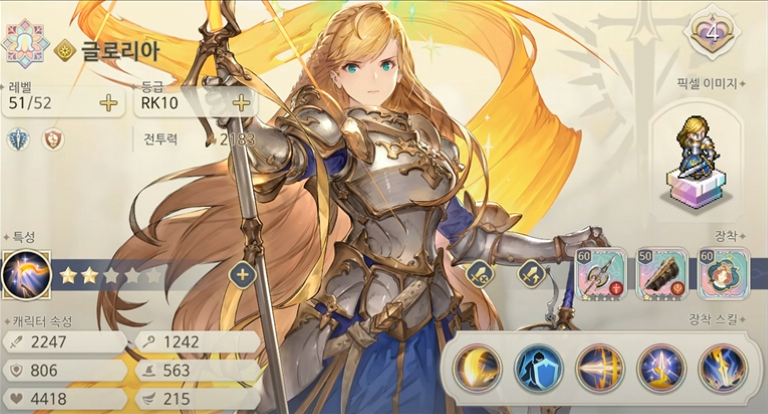 글로리아
4
레벨
51/52
등급
RK10
픽셀 이미지
전투력 2183
특성
장착
60
50
60
캐릭터 속성
장착 스킬
2247
1242
806
563
4418
215